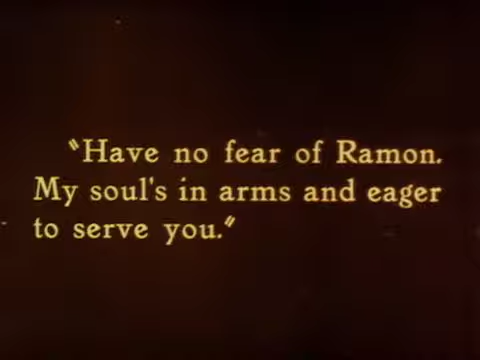 "Have no fear of Ramon.
My soul's in arms and eager
to serve you."